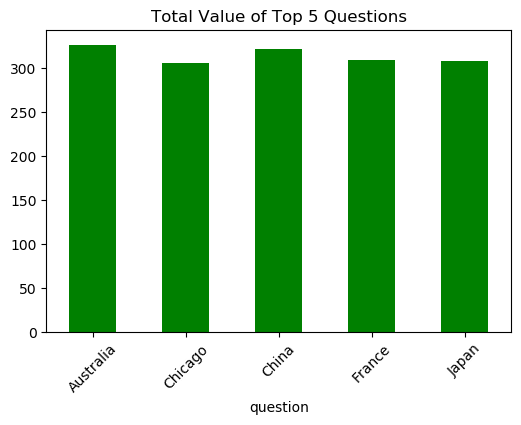 Total Value of Top 5 Questions
300
250
200
150
100
50
0
Australia
Chicago
China
France
Japan
question